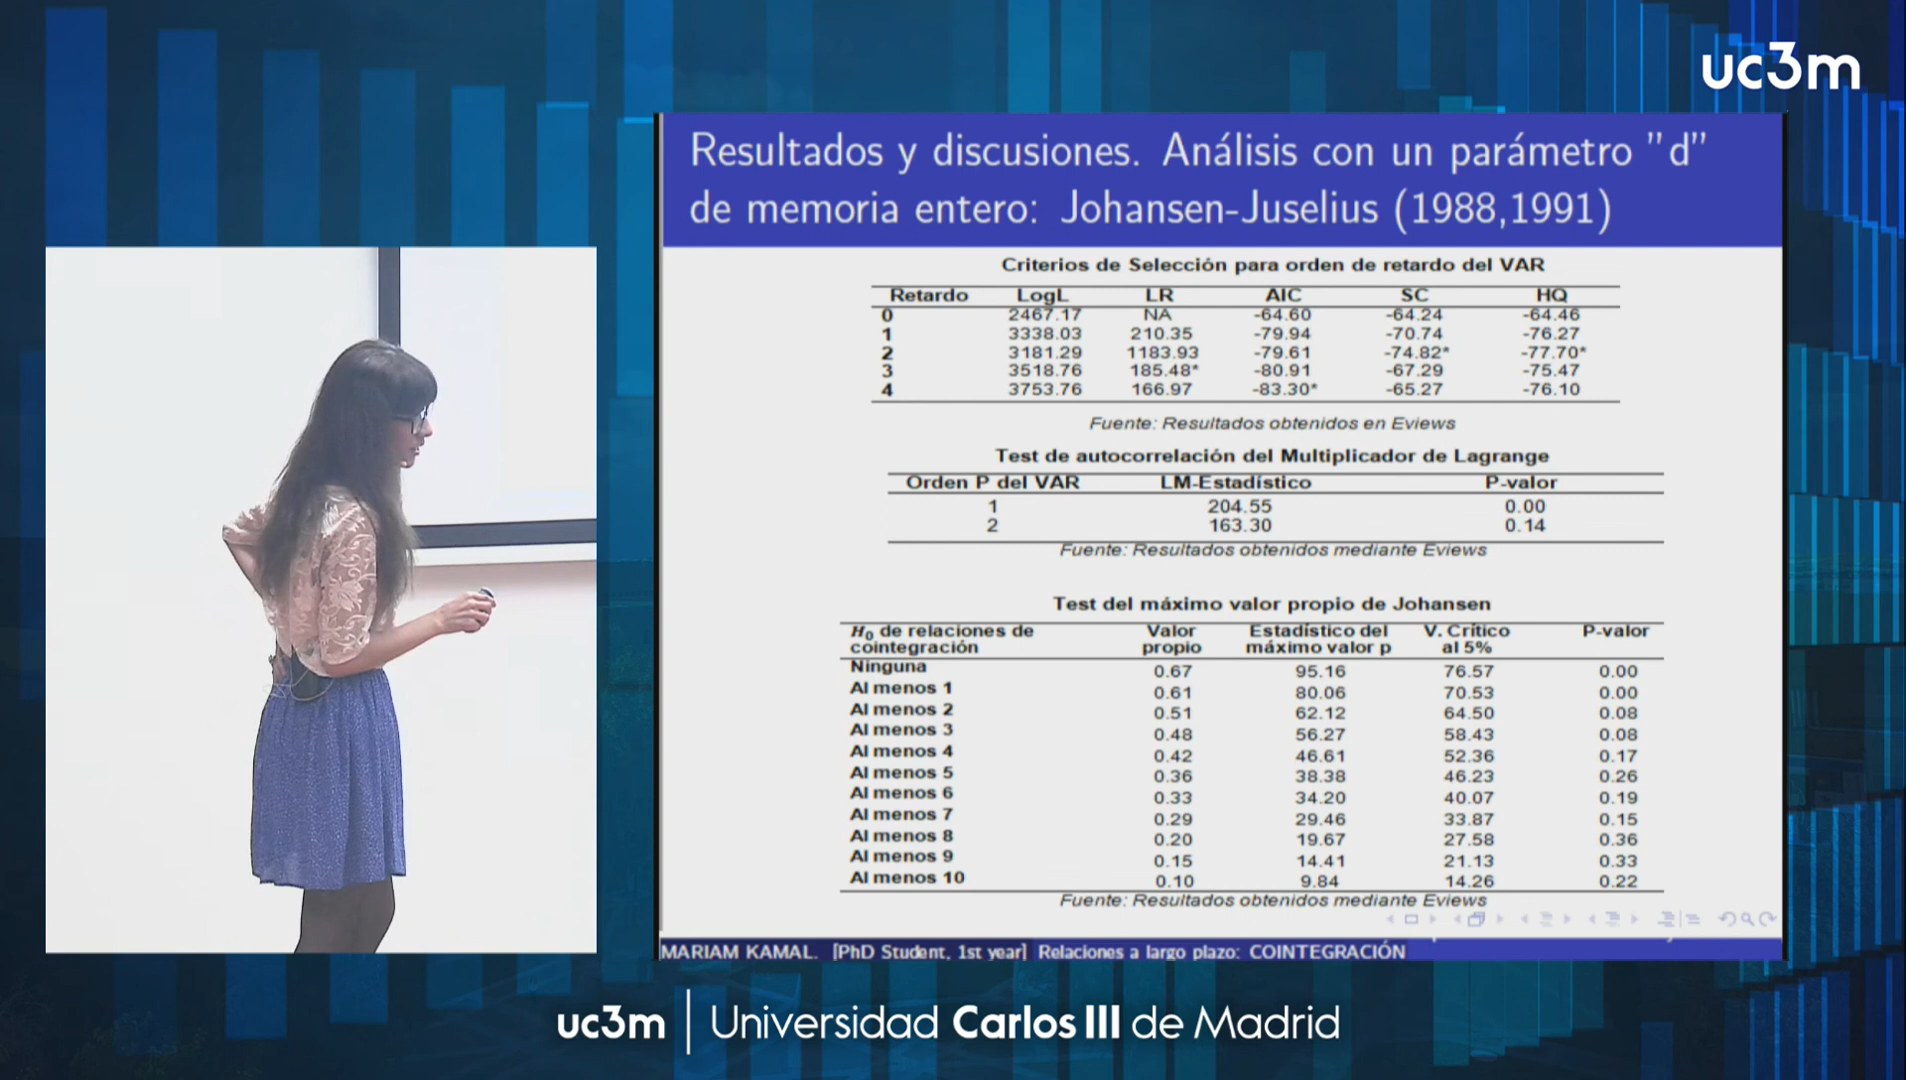 uc3m
Resultados y discusiones. Análisis con un parámetro "d"
de memoria entero: Johansen-Juselius (1988,1991)
Criterios de Selección para orden de retardo del VAR
Retardo LogL LR AIC SC HQ
0 2467.17 NA -64.60 -64.24 -64.46
1 3338.03 210.35 -79.94 -70.74 -76.27
2 3181.29 1183.93 -79.61 -74.82* -77.70*
3 3518.76 185.48* -80.91 -67.29 -75.47
4 3753.76 166.97 -83.30* -65.27 -76.10
Fuente: Resultados obtenidos en Eviews
Test de autocorrelación del Multiplicador de Lagrange
Orden P del VAR LM-Estadístico P-valor
1 204.55 0.00
2 163.30 0.14
Fuente: Resultados obtenidos mediante Eviews
Test del máximo valor propio de Johansen
H0 de relaciones de Valor Estadístico del V. Crítico P-valor
cointegración propio máximo valor p al 5%
Ninguna 0.67 95.16 76.57 0.00
Al menos 1 0.61 80.06 70.53 0.00
Al menos 2 0.51 62.12 64.50 0.08
Al menos 3 0.48 56.27 58.43 0.08
Al menos 4 0.42 46.61 52.36 0.17
Al menos 5 0.36 38.38 46.23 0.26
Al menos 6 0.33 34.20 40.07 0.19
Al menos 7 0.29 29.46 33.87 0.15
Al menos 8 0.20 19.67 27.58 0.36
Al menos 9 0.15 14.41 21.13 0.33
Al menos 10 0.10 9.84 14.26 0.22
Fuente: Resultados obtenidos mediante Eviews
MARIAM KAMAL. [PhD Student, 1st year] Relaciones a largo plazo: COINTEGRACIÓN
uc3m | Universidad Carlos III de Madrid